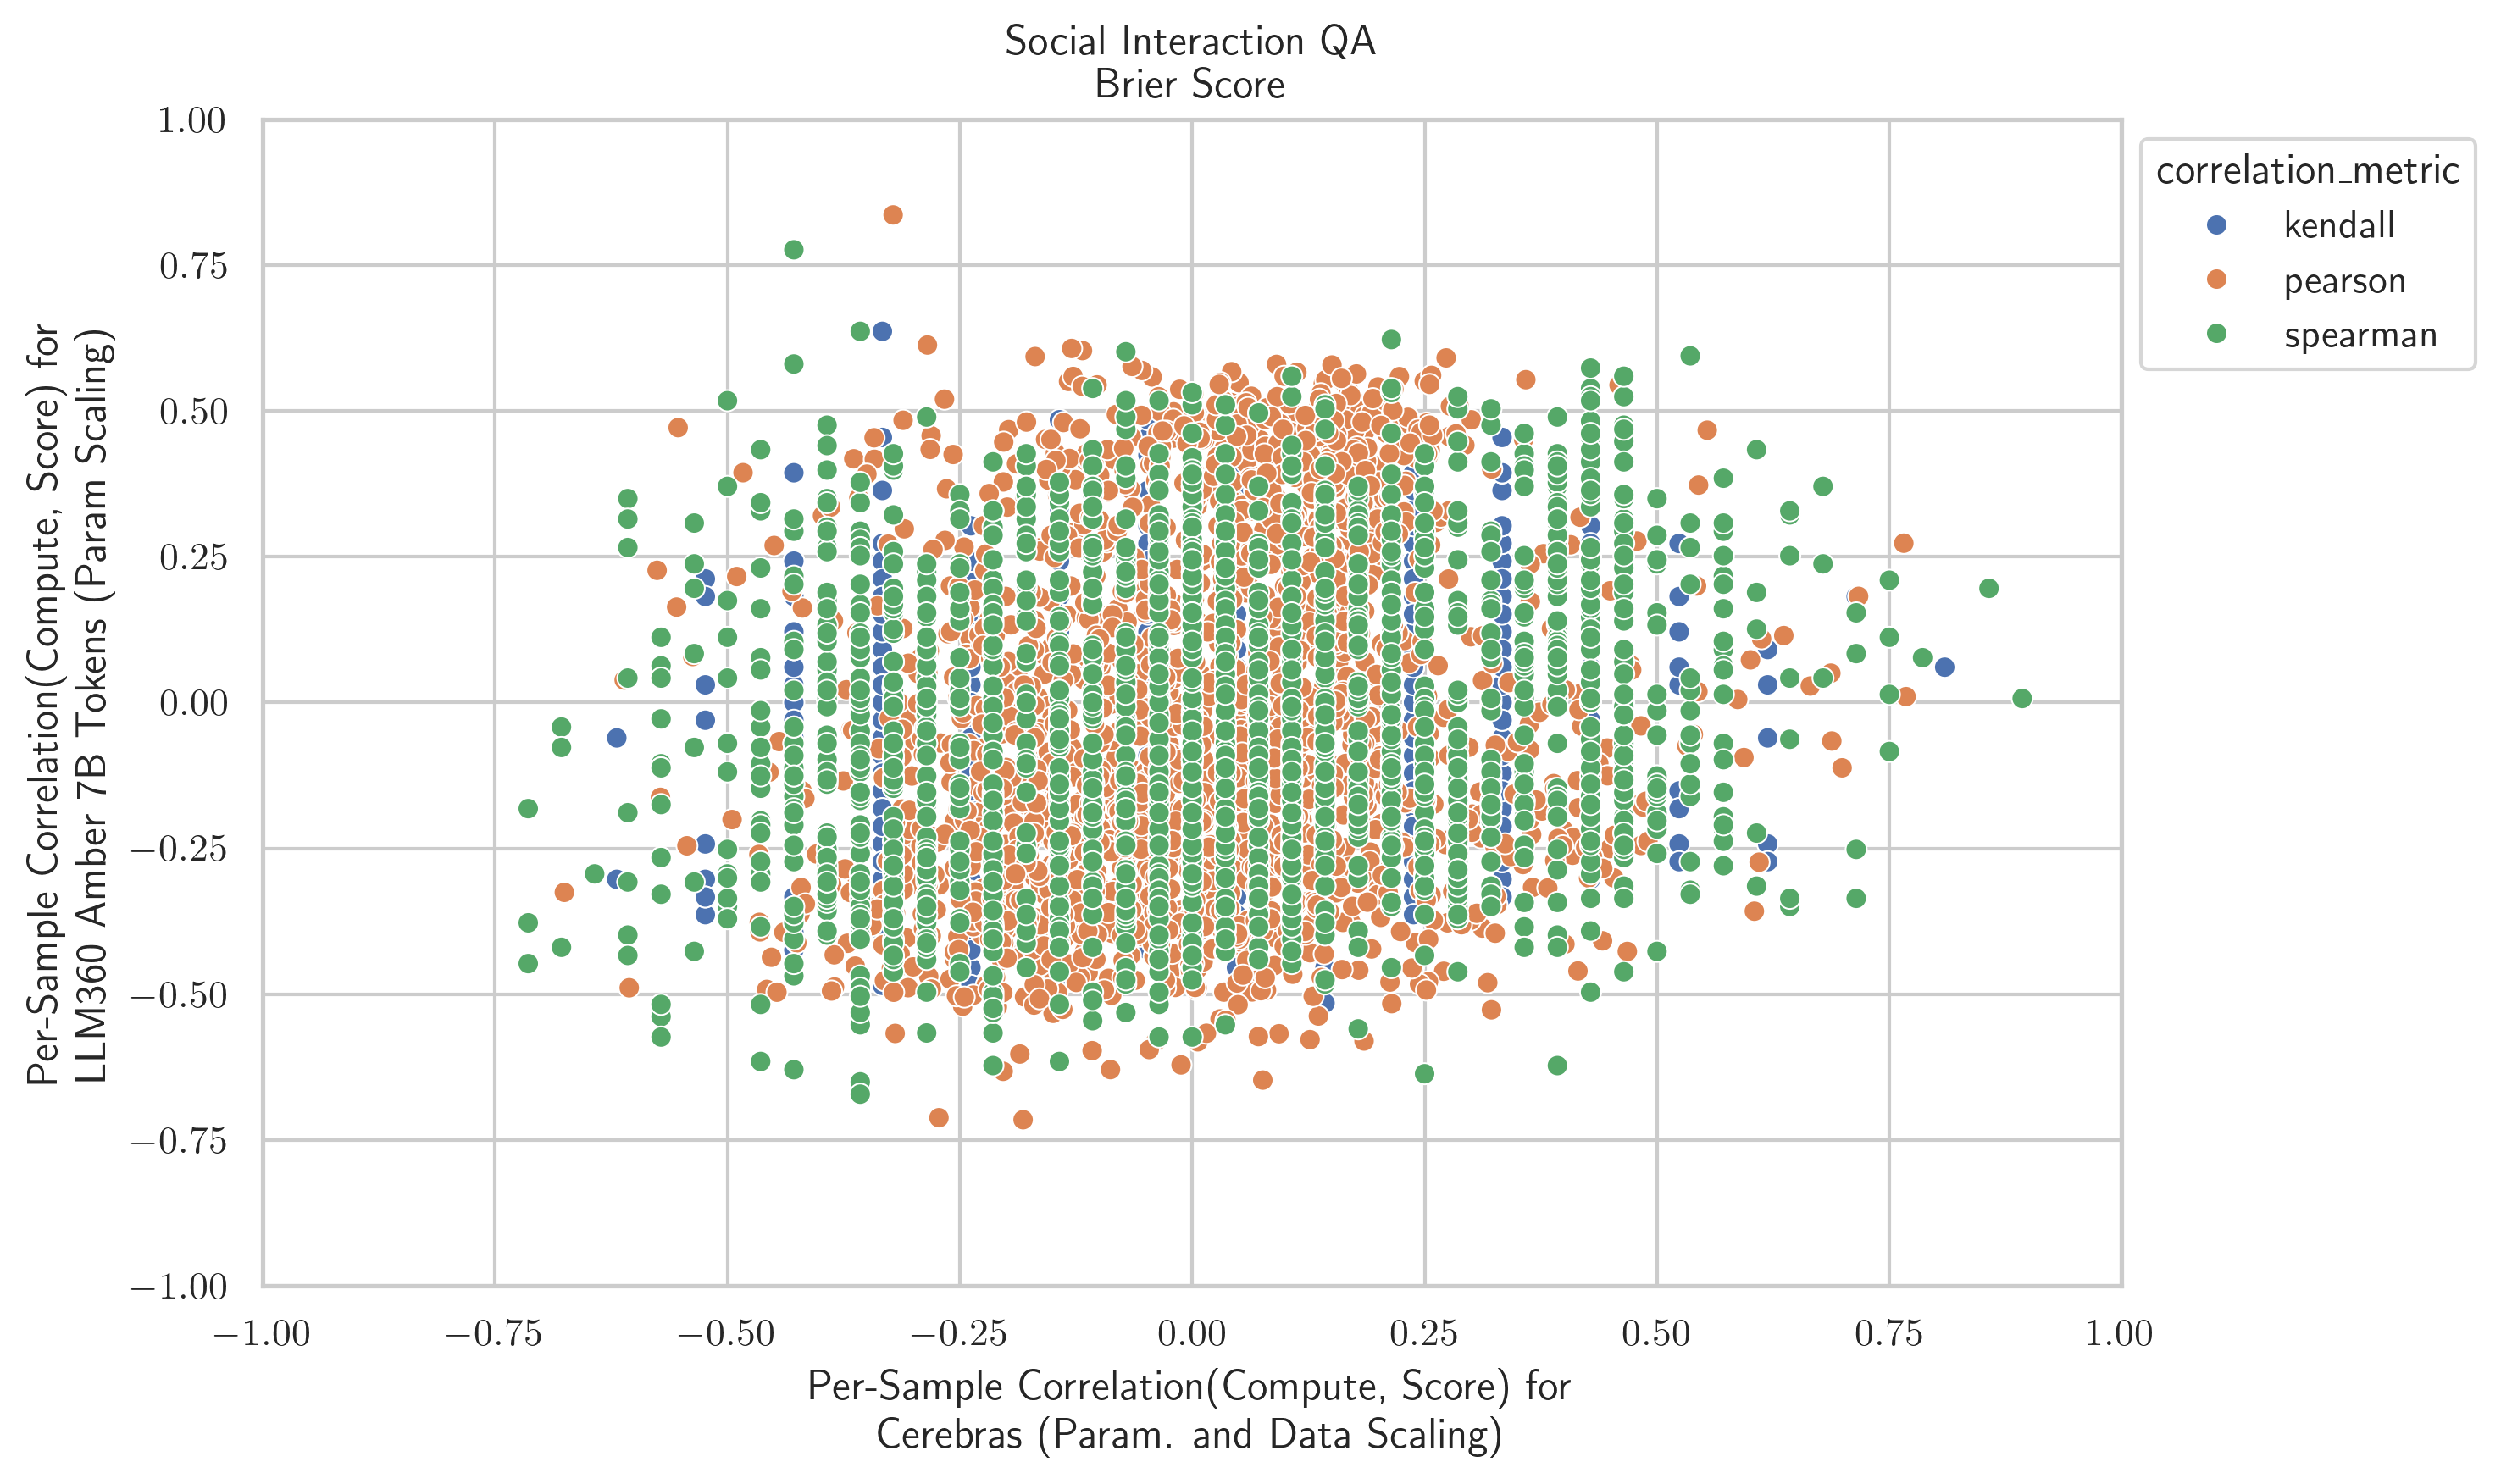 Social Interaction QA
Brier Score
1.00
0.75
0.50
0.25
0.00
−0.25
−0.50
−0.75
−1.00
Per-Sample Correlation(Compute, Score) for
LLM360 Amber 7B Tokens (Param Scaling)
−1.00 −0.75 −0.50 −0.25 0.00 0.25 0.50 0.75 1.00
Per-Sample Correlation(Compute, Score) for
Cerebras (Param. and Data Scaling)
correlation_metric
kendall
pearson
spearman